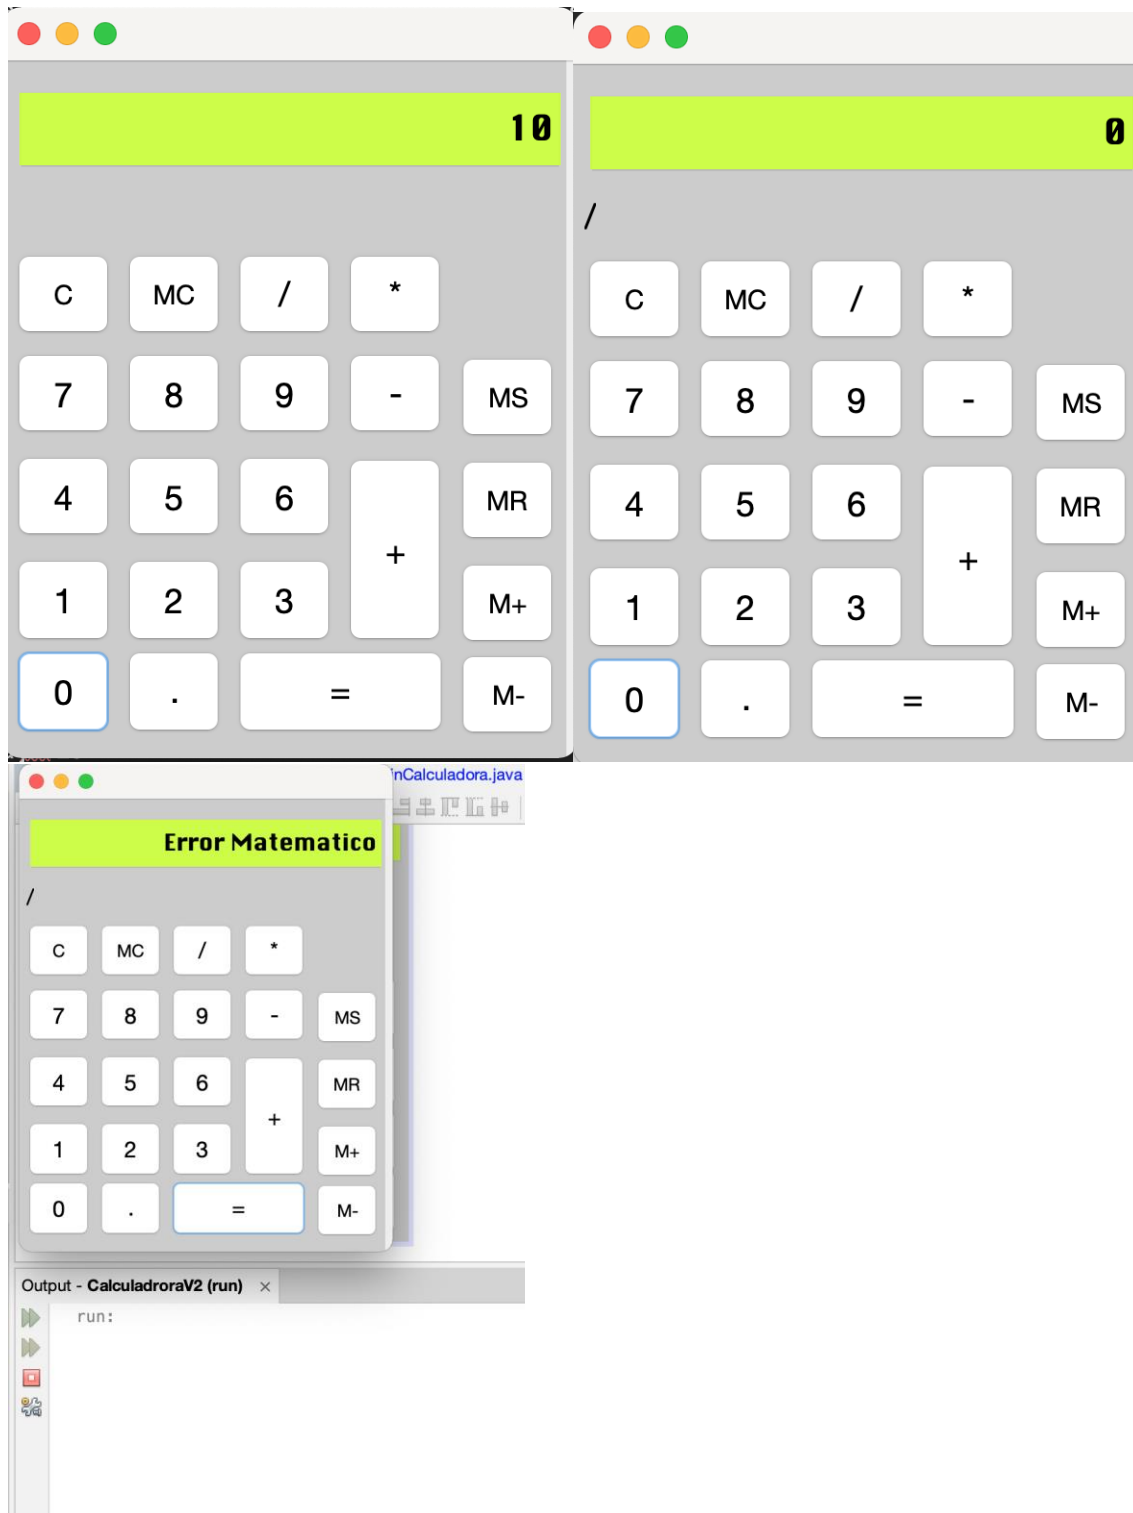 10
C MC / *
7 8 9 - MS
4 5 6 MR
+
1 2 3 M+
0 . = M-
0
/
C MC / *
7 8 9 - MS
4 5 6 MR
+
1 2 3 M+
0 . = M-
inCalculadora.java
Error Matematico
/
C MC / *
7 8 9 - MS
4 5 6 MR
+
1 2 3 M+
0 . = M-
Output - CalculadroraV2 (run) ×
run: